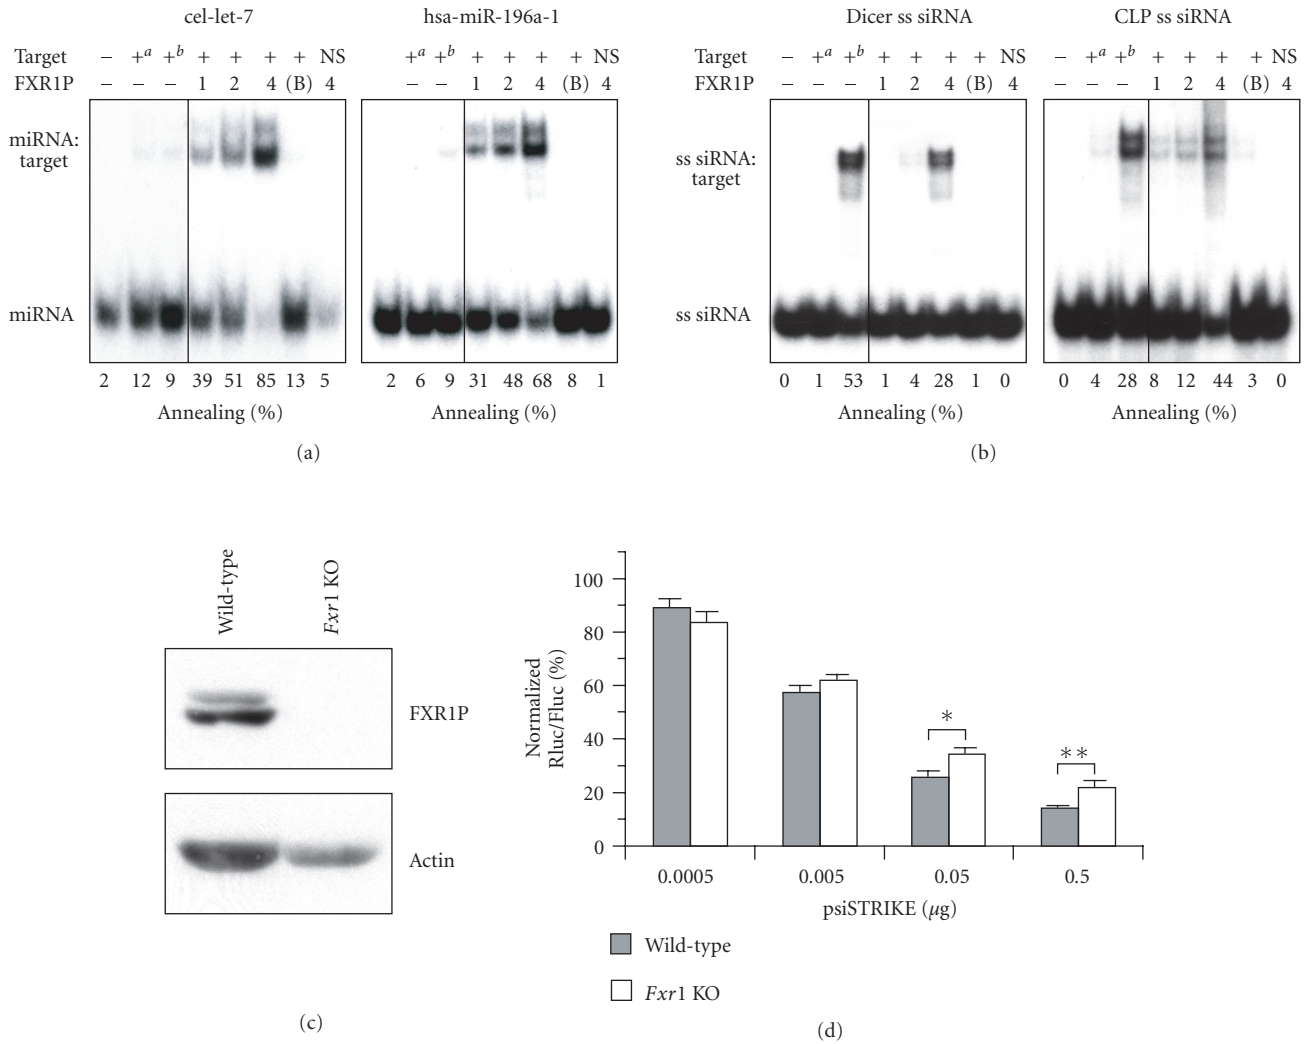 cel-let-7
hsa-miR-196a-1
Target − +a +b + + + + NS
+a +b + + + + NS
FXR1P − − − 1 2 4 (B) 4
− − 1 2 4 (B) 4
miRNA:
target
miRNA
2 12 9 39 51 85 13 5
2 6 9 31 48 68 8 1
Annealing (%)
Annealing (%)
(a)
Dicer ss siRNA
CLP ss siRNA
Target − +a +b + + + + NS
− +a +b + + + + NS
FXR1P − − − 1 2 4 (B) 4
− − − 1 2 4 (B) 4
ss siRNA:
target
ss siRNA
0 1 53 1 4 28 1 0
0 4 28 8 12 44 3 0
Annealing (%)
Annealing (%)
(b)
Wild-type
Fxr1 KO
FXR1P
Actin
(c)
Normalized
Rluc/Fluc (%)
100
80
60
40
20
0
*
**
0.0005 0.005 0.05 0.5
psiSTRIKE (µg)
Wild-type
Fxr1 KO
(d)